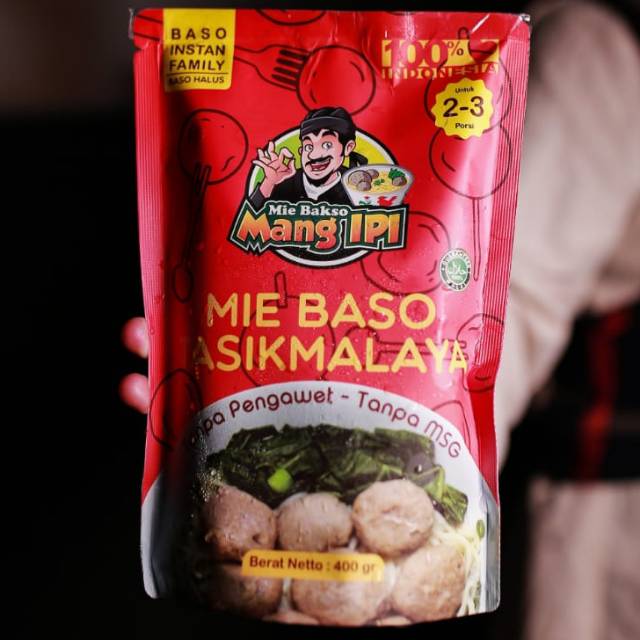 BASO
INSTAN
FAMILY
BASO HALUS
100%
INDONESIA
Untuk
2-3
Porsi
Mie Bakso
Mang IPI
MIE BASO
ASIKMALAYA
Pengawet - Tanpa MSG
Berat Netto : 400 gr